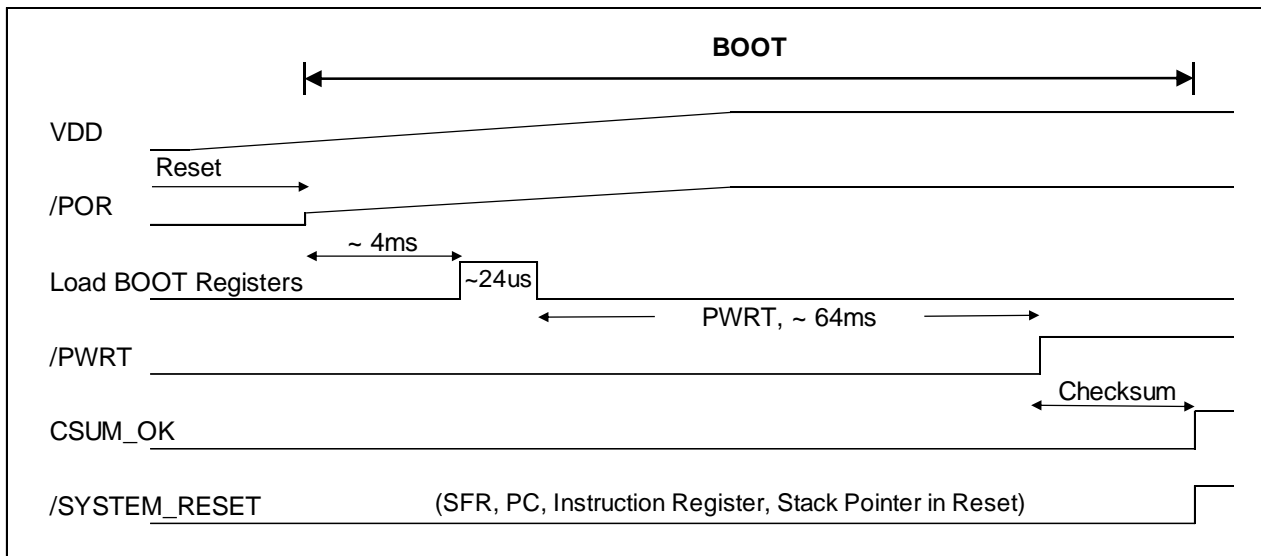 BOOT
VDD
Reset
/POR
~ 4ms
Load BOOT Registers
~24us
PWRT, ~ 64ms
/PWRT
Checksum
CSUM_OK
/SYSTEM_RESET
(SFR, PC, Instruction Register, Stack Pointer in Reset)